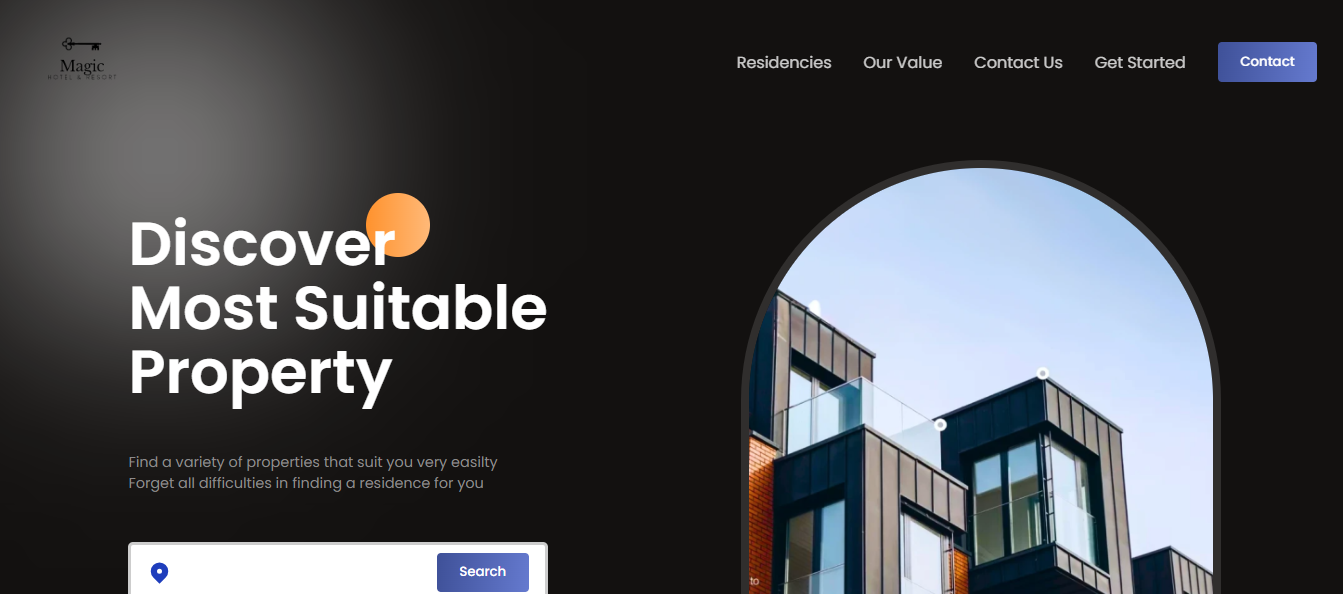 Magic
HOTEL & RESORT
Residencies
Our Value
Contact Us
Get Started
Contact
Discover
Most Suitable
Property
Find a variety of properties that suit you very easilty
Forget all difficulties in finding a residence for you
Search
to